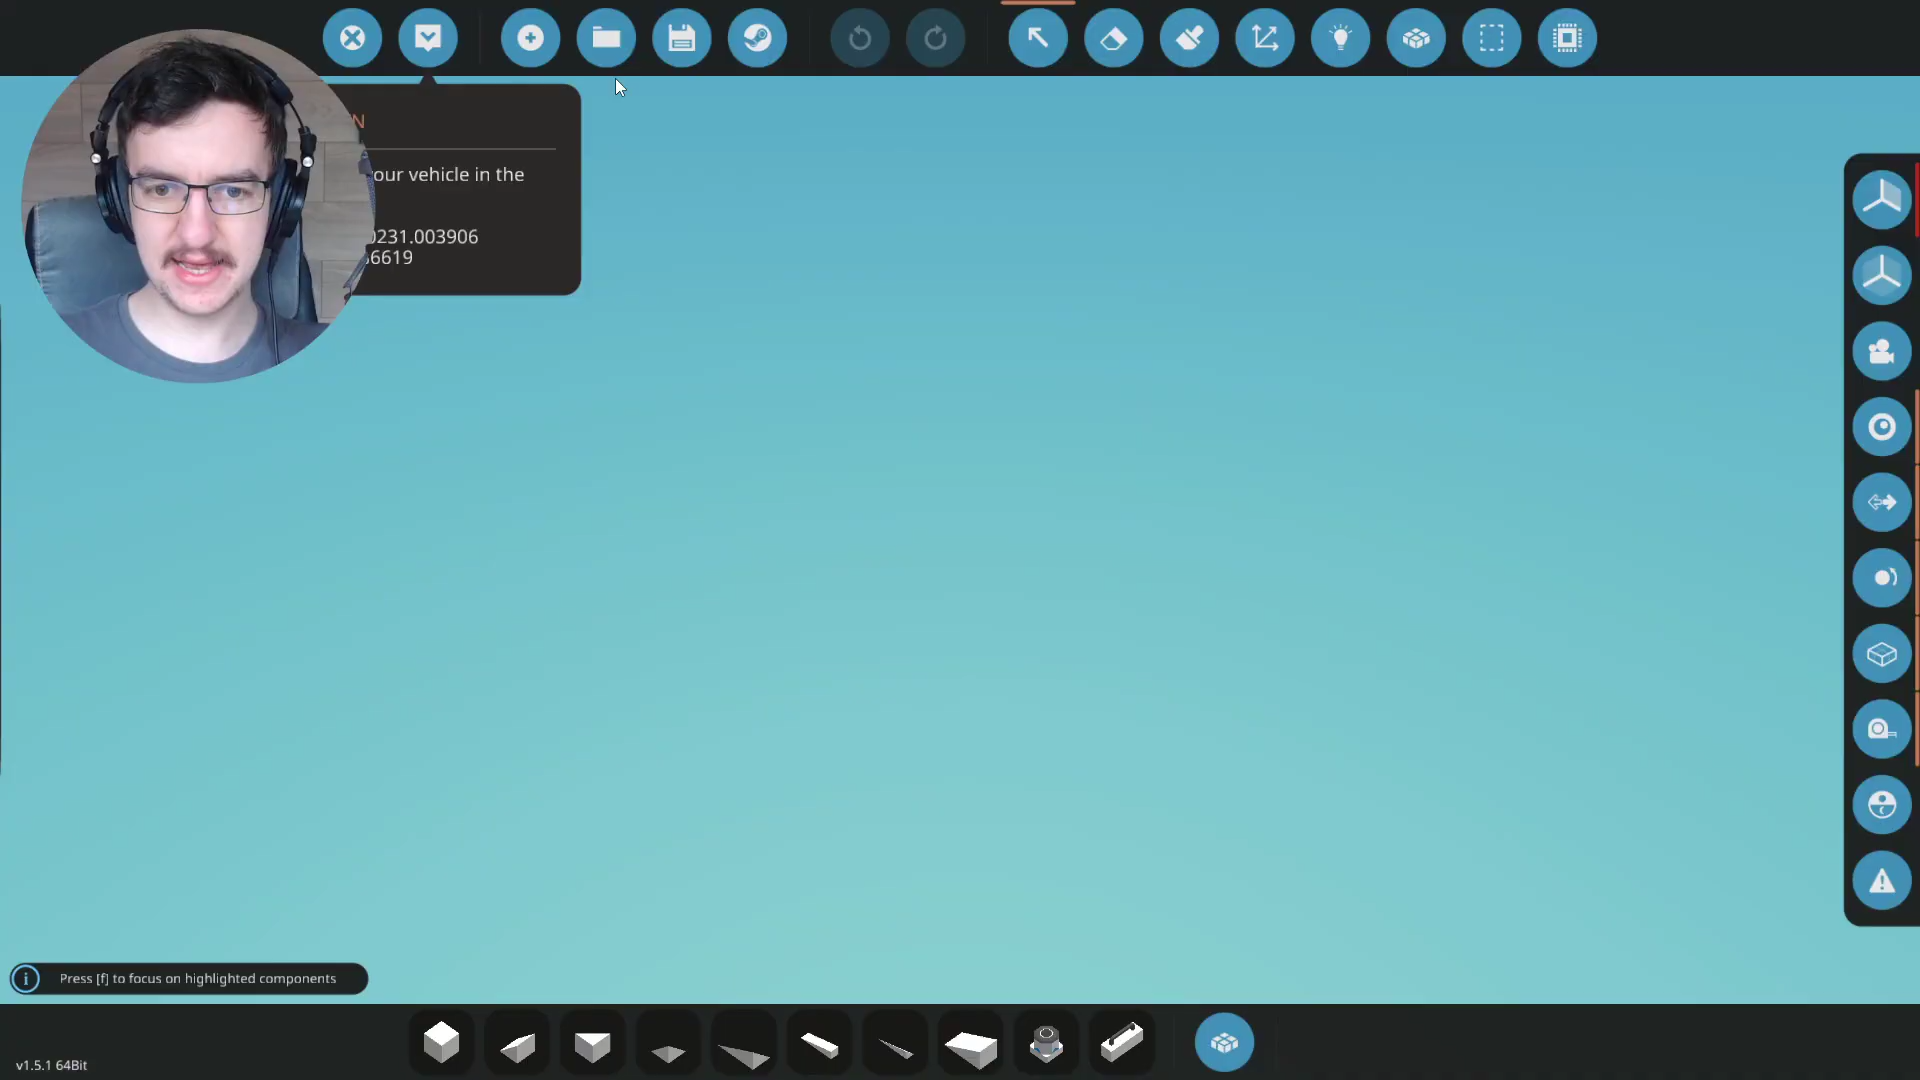 N
our vehicle in the
0231.003906
6619
Press [f] to focus on highlighted components
v1.5.1 64Bit